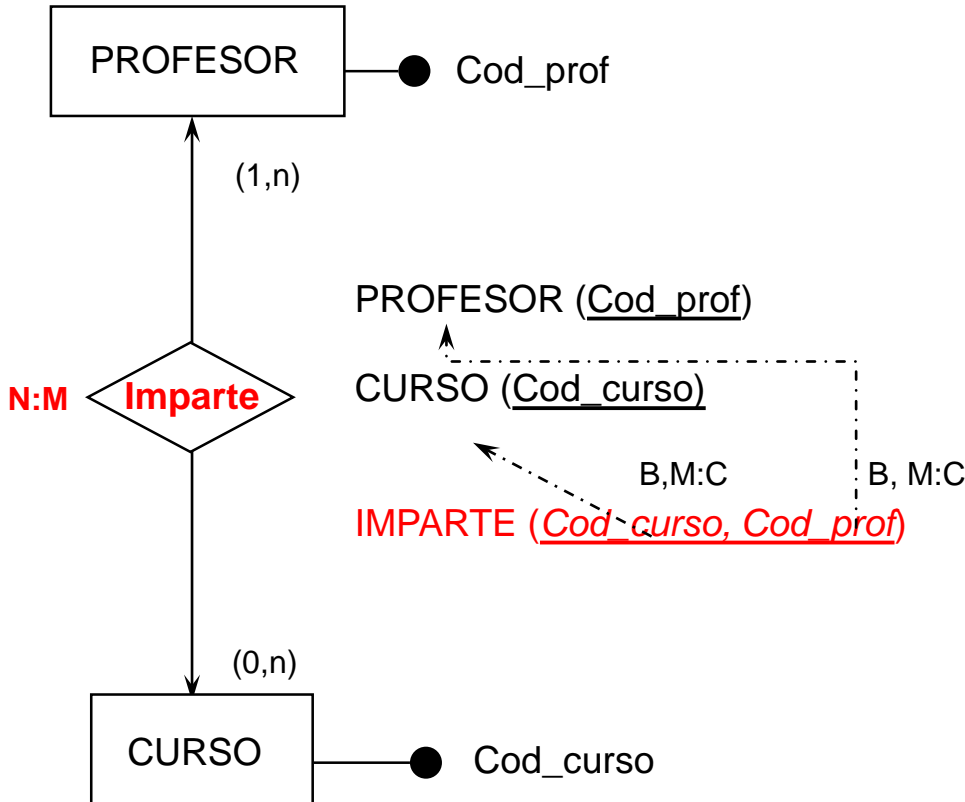 PROFESOR
Cod_prof
(1,n)
PROFESOR (Cod_prof)
N:M
Imparte
CURSO (Cod_curso)
B,M:C
B, M:C
IMPARTE (Cod_curso, Cod_prof)
(0,n)
CURSO
Cod_curso